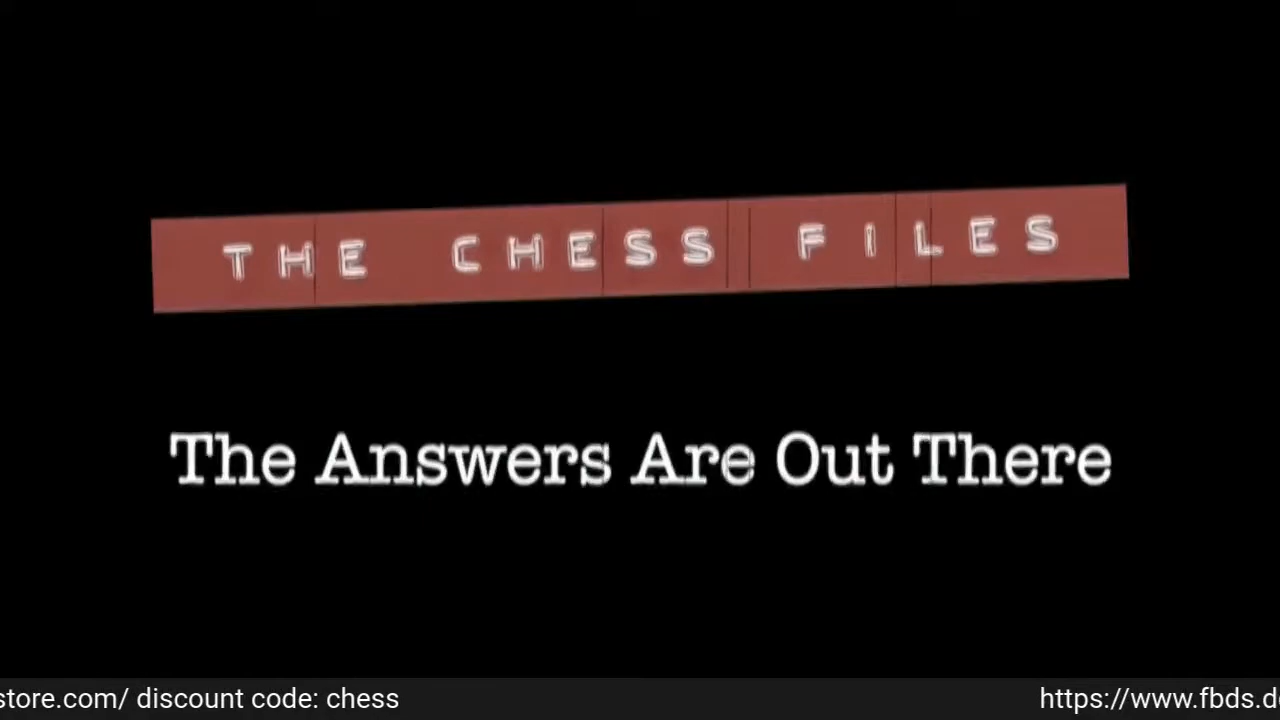 THE CHESS FILES
The Answers Are Out There
store.com/ discount code: chess
https://www.fbds.d